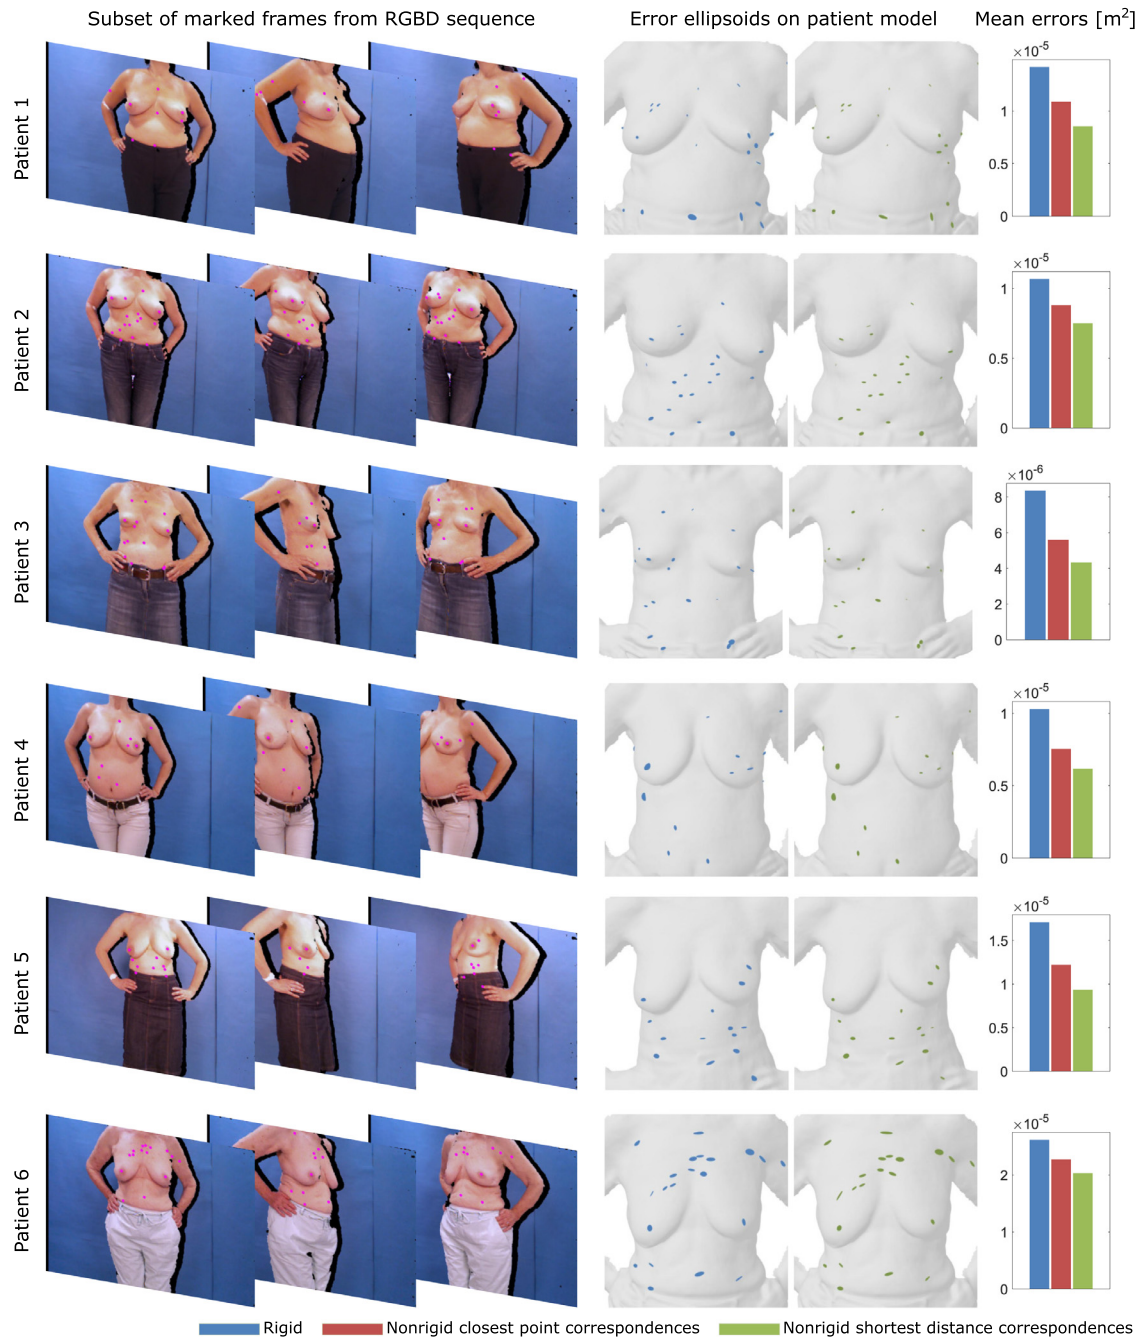 Subset of marked frames from RGBD sequence
Error ellipsoids on patient model
Mean errors [m²]
Patient 1
×10⁻⁵
1
0.5
0
Patient 2
×10⁻⁵
1
0.5
0
Patient 3
×10⁻⁶
8
6
4
2
0
Patient 4
×10⁻⁵
1
0.5
0
Patient 5
×10⁻⁵
1.5
1
0.5
0
Patient 6
×10⁻⁵
2
1
0
Rigid
Nonrigid closest point correspondences
Nonrigid shortest distance correspondences